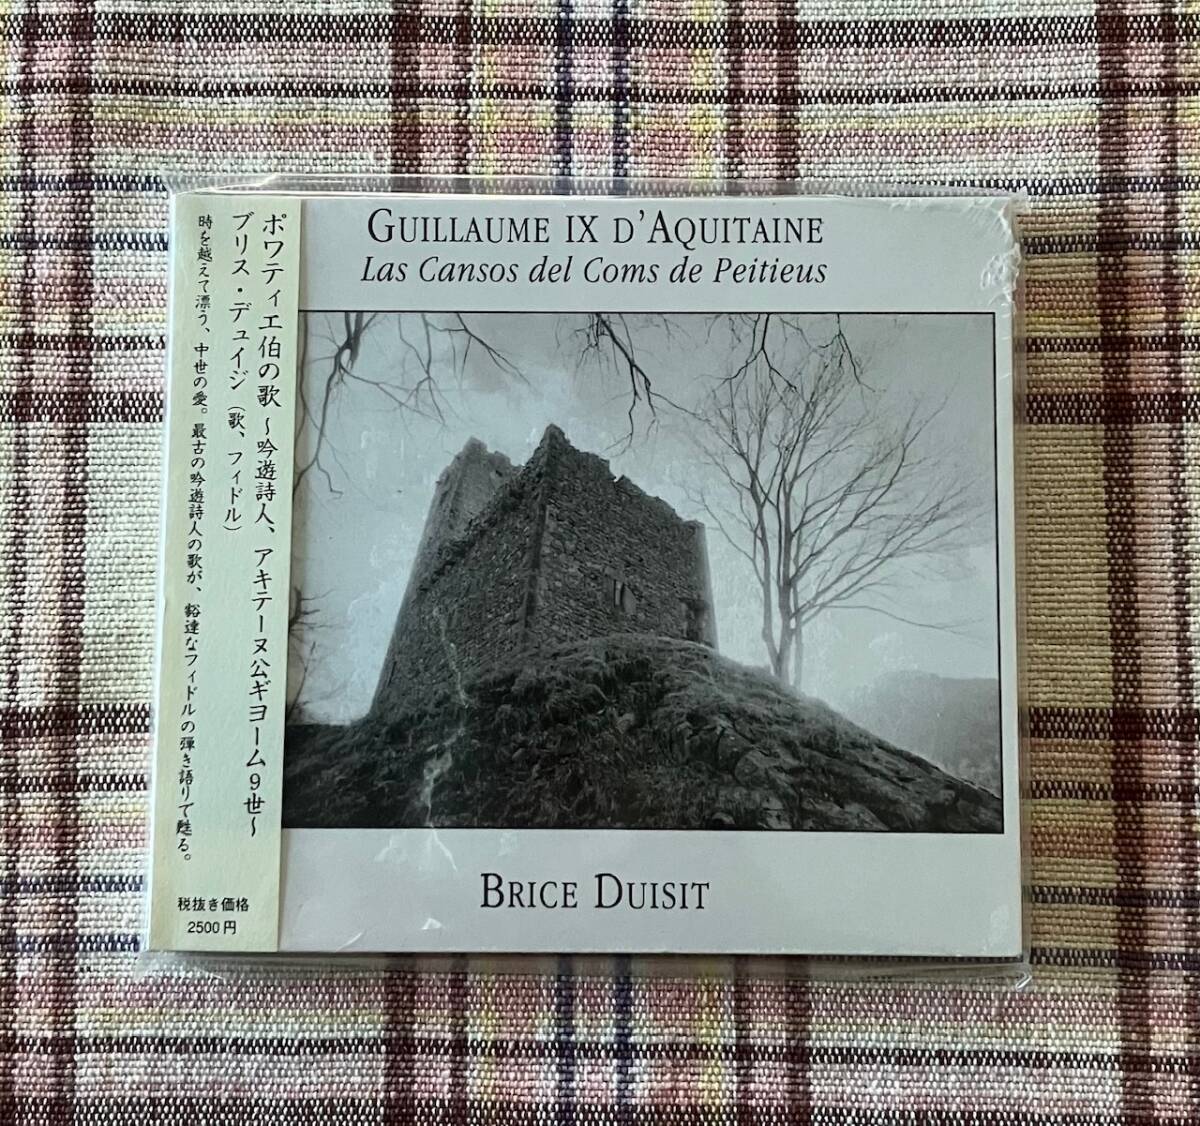 GUILLAUME IX D'AQUITAINE
Las Cansos del Coms de Peitieus
BRICE DUISIT
ポワティエ伯の歌 〜吟遊詩人、アキテーヌ公ギヨーム9世〜
ブリス・デュイジ（歌、フィドル）
時を越えて漂う、中世の愛。最古の吟遊詩人の歌が、豁達なフィドルの弾き語りで甦る。
税抜き価格
2500円